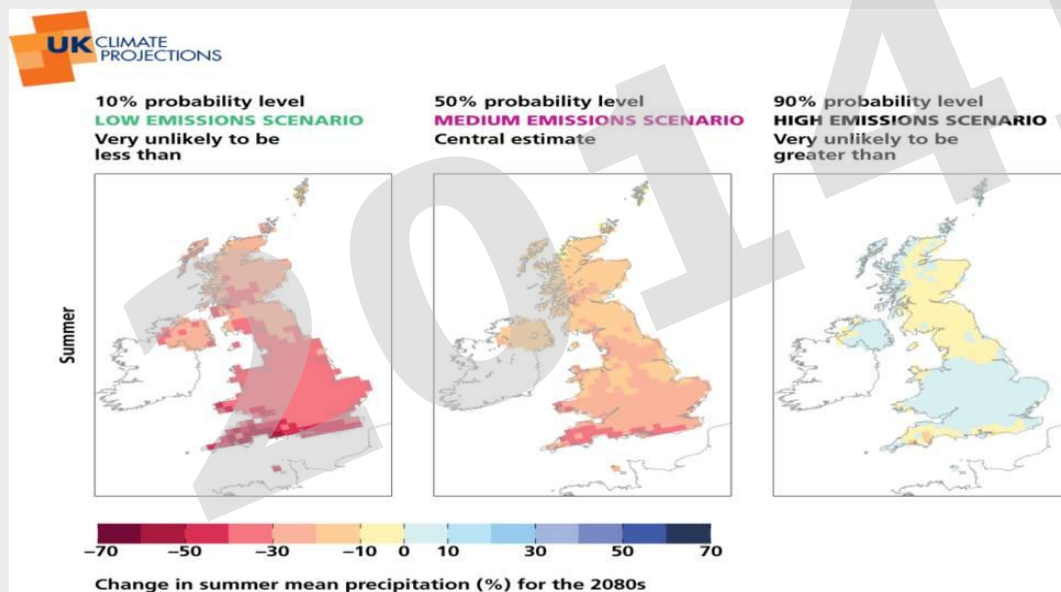 UK CLIMATE
PROJECTIONS
10% probability level
LOW EMISSIONS SCENARIO
Very unlikely to be
less than
50% probability level
MEDIUM EMISSIONS SCENARIO
Central estimate
90% probability level
HIGH EMISSIONS SCENARIO
Very unlikely to be
greater than
Summer
2014
−70 −50 −30 −10 0 10 30 50 70
Change in summer mean precipitation (%) for the 2080s